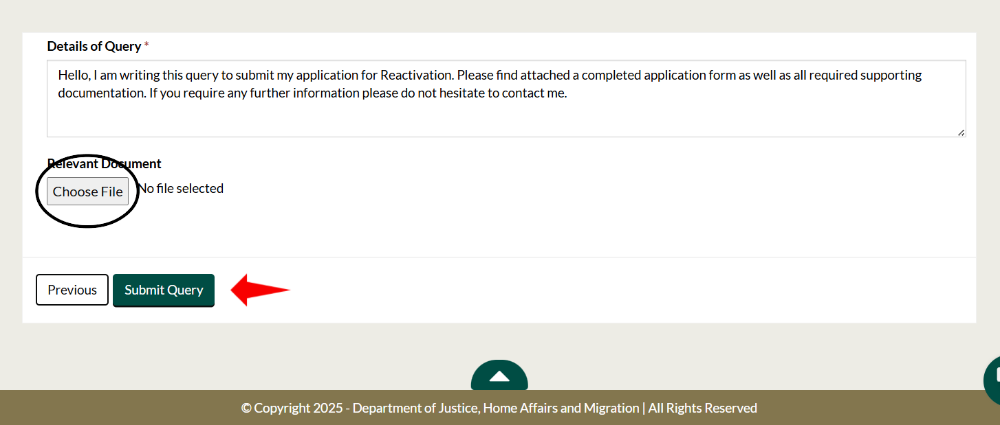 Details of Query *
Hello, I am writing this query to submit my application for Reactivation. Please find attached a completed application form as well as all required supporting
documentation. If you require any further information please do not hesitate to contact me.
Relevant Document
Choose File No file selected
Previous Submit Query
© Copyright 2025 - Department of Justice, Home Affairs and Migration | All Rights Reserved